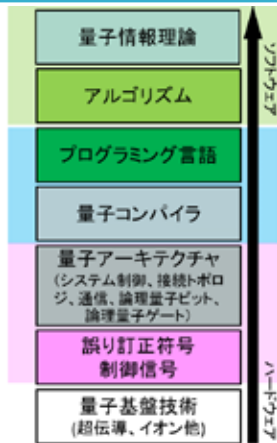 量子情報理論
アルゴリズム
プログラミング言語
量子コンパイラ
量子アーキテクチャ
(システム制御、接続トポロ
ジ、通信、論理量子ビット、
論理量子ゲート)
誤り訂正符号
制御信号
量子基盤技術
(超伝導、イオン他)
ソフトウェア
ハードウェア